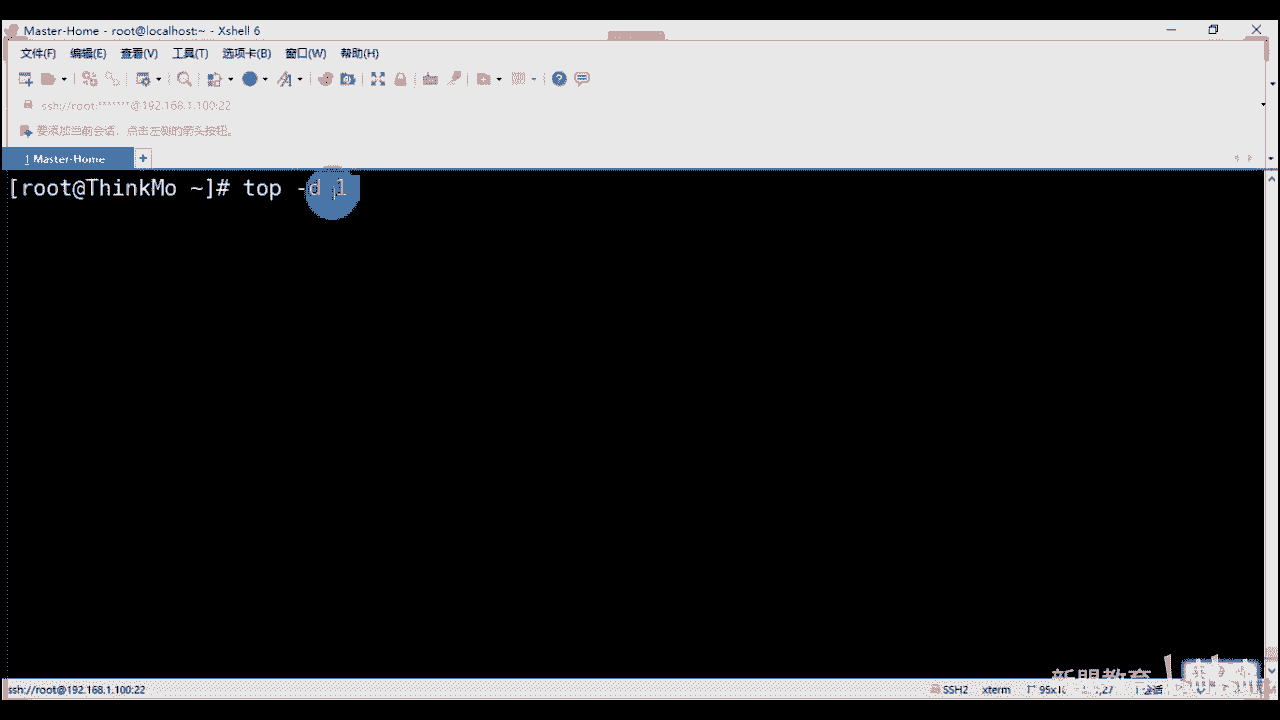 Master-Home - root@localhost:~ - Xshell 6
文件(F) 编辑(E) 查看(V) 工具(T) 选项卡(B) 窗口(W) 帮助(H)
ssh://root:*******@192.168.1.100:22
要添加当前会话，点击左侧的箭头按钮。
1 Master-Home
[root@ThinkMo ~]# top -d 1
新盟教育
ssh://root@192.168.1.100:22
SSH2 xterm